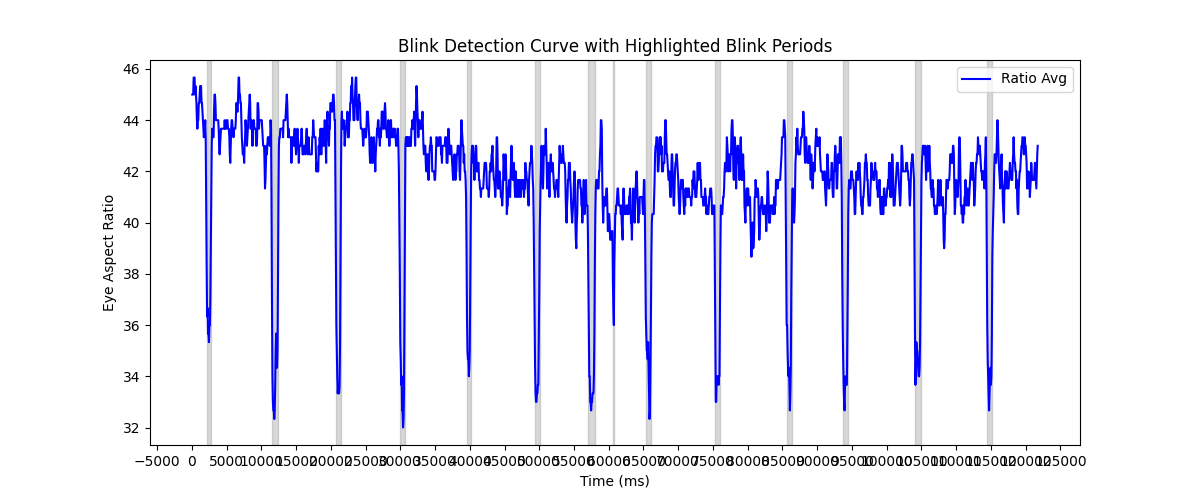 Blink Detection Curve with Highlighted Blink Periods
Ratio Avg
Eye Aspect Ratio
46
44
42
40
38
36
34
32
−5000 0 5000 10000 15000 20000 25000 30000 35000 40000 45000 50000 55000 60000 65000 70000 75000 80000 85000 90000 95000 100000 105000 110000 115000 120000 125000
Time (ms)